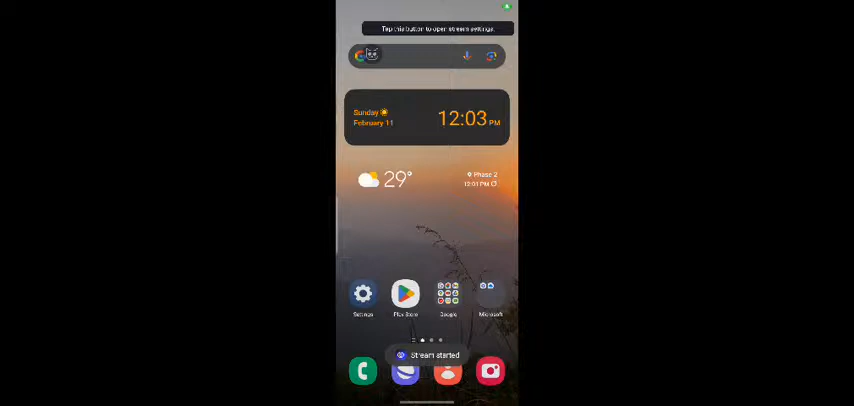 Tap this button to open stream settings.
Sunday
February 11
12:03 PM
29°
Phase 2
12:01 PM
Settings
Play Store
Google
Microsoft
Stream started